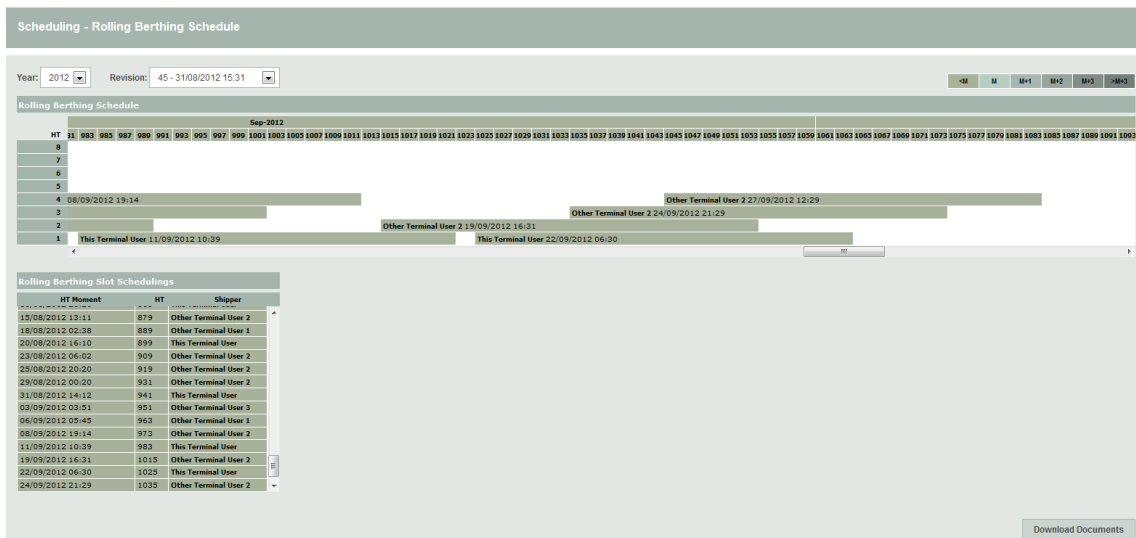 Scheduling - Rolling Berthing Schedule
Year: 2012 Revision: 45 - 31/08/2012 15:31
<M M M+1 M+2 M+3 >M+3
Rolling Berthing Schedule
Sep-2012
HT 81 983 985 987 989 991 993 995 997 999 1001 1003 1005 1007 1009 1011 1013 1015 1017 1019 1021 1023 1025 1027 1029 1031 1033 1035 1037 1039 1041 1043 1045 1047 1049 1051 1053 1055 1057 1059 1061 1063 1065 1067 1069 1071 1073 1075 1077 1079 1081 1083 1085 1087 1089 1091 1093
8
7
6
5
4 08/09/2012 19:14 Other Terminal User 2 27/09/2012 12:29
3 Other Terminal User 2 24/09/2012 21:29
2 Other Terminal User 2 19/09/2012 16:31
1 This Terminal User 11/09/2012 10:39 This Terminal User 22/09/2012 06:30
Rolling Berthing Slot Schedulings
HT Moment HT Shipper
15/08/2012 13:11 879 Other Terminal User 2
18/08/2012 02:38 889 Other Terminal User 1
20/08/2012 16:10 899 This Terminal User
23/08/2012 06:02 909 Other Terminal User 2
25/08/2012 20:20 919 Other Terminal User 2
29/08/2012 00:20 931 Other Terminal User 2
31/08/2012 14:12 941 This Terminal User
03/09/2012 03:51 951 Other Terminal User 3
06/09/2012 05:45 963 Other Terminal User 1
08/09/2012 19:14 973 Other Terminal User 2
11/09/2012 10:39 983 This Terminal User
19/09/2012 16:31 1015 Other Terminal User 2
22/09/2012 06:30 1025 This Terminal User
24/09/2012 21:29 1035 Other Terminal User 2
Download Documents